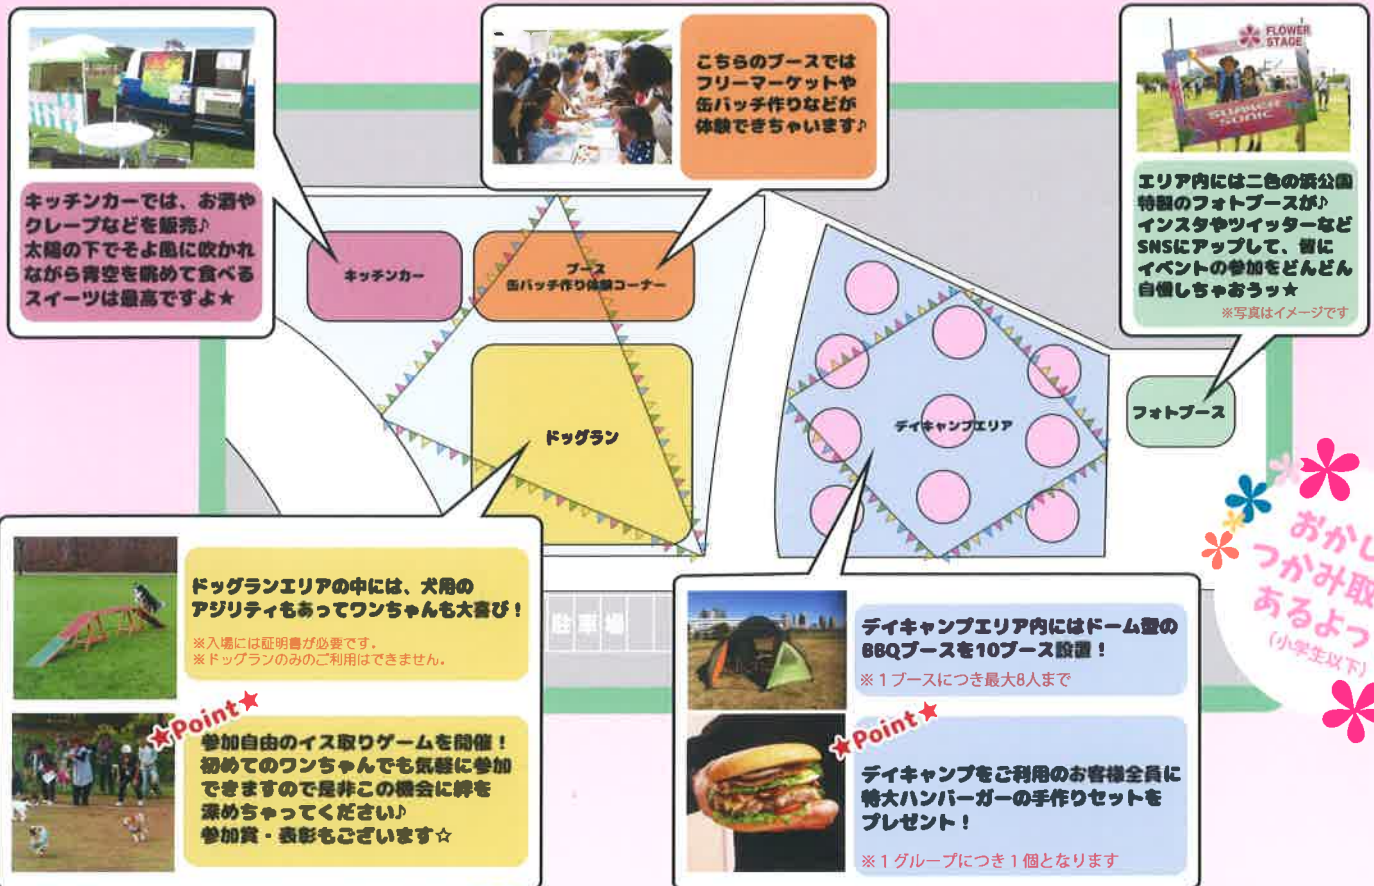 キッチンカーでは、お酒や
クレープなどを販売♪
太陽の下でそよ風に吹かれ
ながら青空を眺めて食べる
スイーツは最高ですよ★
こちらのブースでは
フリーマーケットや
缶バッチ作りなどが
体験できちゃいます♪
FLOWER
STAGE
SUMMER
SONIC
エリア内には二色の浜公園
特製のフォトブースが♪
インスタやツイッターなど
SNSにアップして、皆に
イベントの参加をどんどん
自慢しちゃおうッ★
※写真はイメージです
キッチンカー
ブース
缶バッチ作り体験コーナー
ドッグラン
デイキャンプエリア
フォトブース
おかし
つかみ取
あるよっ
(小学生以下)
駐車場
ドッグランエリアの中には、犬用の
アジリティもあってワンちゃんも大喜び！
※入場には証明書が必要です。
※ドッグランのみのご利用はできません。
★Point★
参加自由のイス取りゲームを開催！
初めてのワンちゃんでも気軽に参加
できますので是非この機会に絆を
深めちゃってください♪
参加賞・表彰もございます☆
デイキャンプエリア内にはドーム型の
BBQブースを10ブース設置！
※１ブースにつき最大8人まで
★Point★
デイキャンプをご利用のお客様全員に
特大ハンバーガーの手作りセットを
プレゼント！
※１グループにつき１個となります